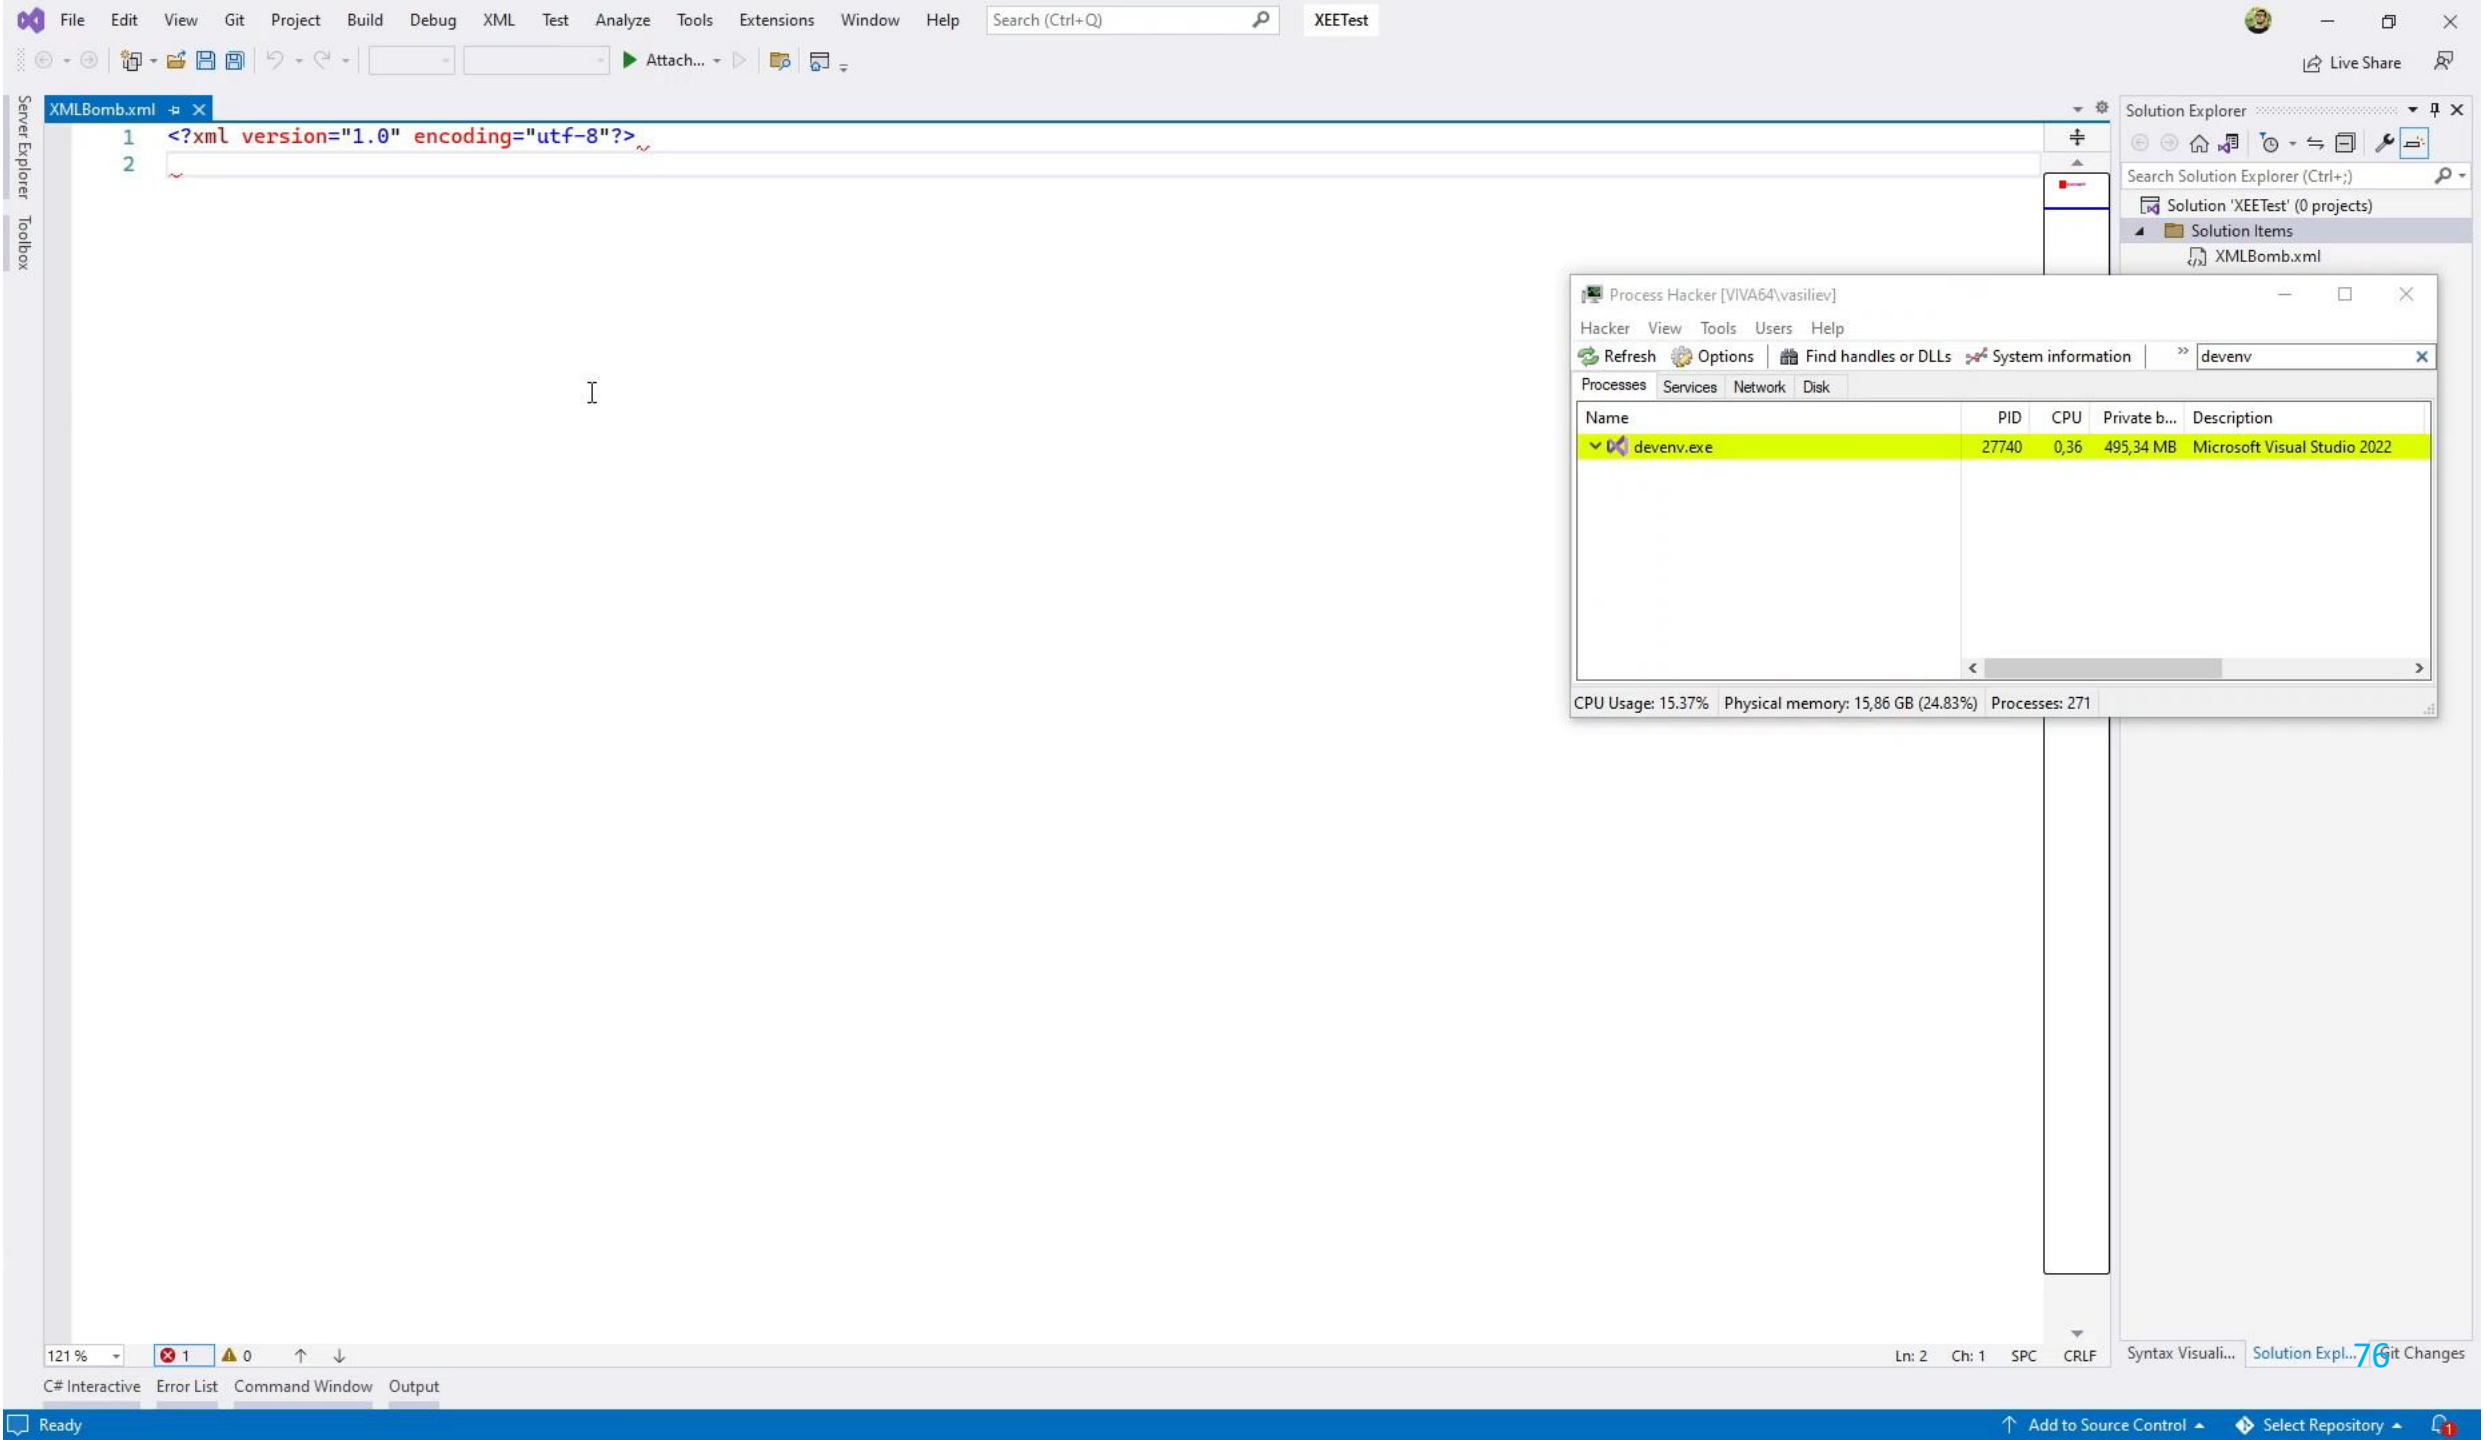 File Edit View Git Project Build Debug XML Test Analyze Tools Extensions Window Help Search (Ctrl+Q) XEETest
Attach... Live Share
Server Explorer
Toolbox
XMLBomb.xml
1 <?xml version="1.0" encoding="utf-8"?>
2
Solution Explorer
Search Solution Explorer (Ctrl+;)
Solution 'XEETest' (0 projects)
Solution Items
XMLBomb.xml
Process Hacker [VIVA64\vasiliev]
Hacker View Tools Users Help
Refresh Options Find handles or DLLs System information » devenv
Processes Services Network Disk
Name PID CPU Private b... Description
devenv.exe 27740 0,36 495,34 MB Microsoft Visual Studio 2022
CPU Usage: 15.37% Physical memory: 15,86 GB (24.83%) Processes: 271
121 % 1 0 Ln: 2 Ch: 1 SPC CRLF
Syntax Visuali... Solution Expl... Git Changes
76
C# Interactive Error List Command Window Output
Ready Add to Source Control Select Repository 1